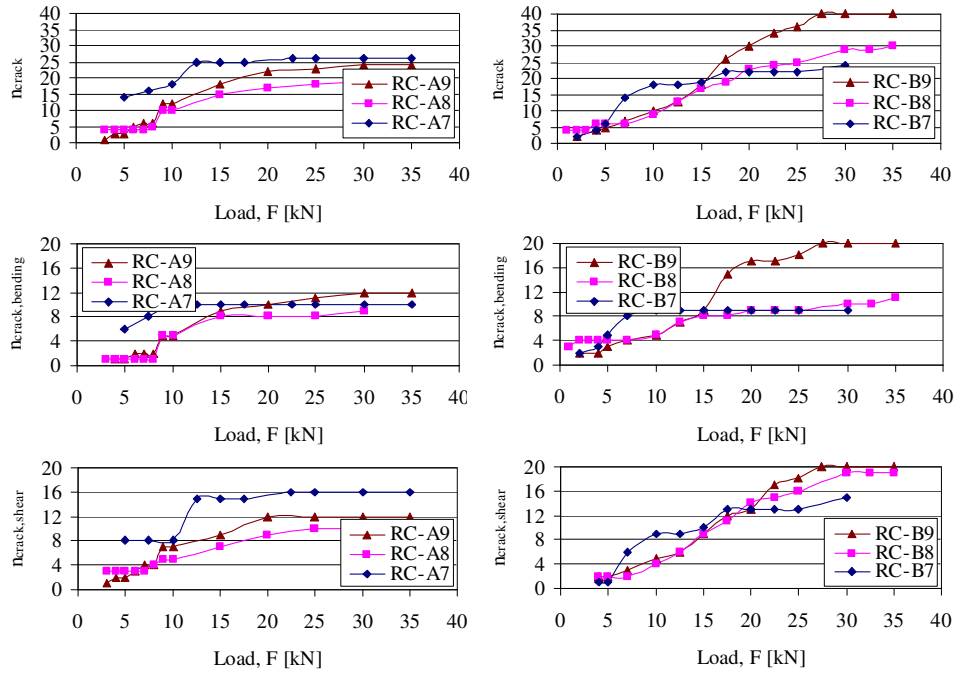 n_crack
40
35
30
25
20
15
10
5
0
RC-A9
RC-A8
RC-A7
5 10 15 20 25 30 35 40
Load, F [kN]
n_crack
40
35
30
25
20
15
10
5
0
RC-B9
RC-B8
RC-B7
0 5 10 15 20 25 30 35 40
Load, F [kN]
n_crack,bending
20
16
12
8
4
0
RC-A9
RC-A8
RC-A7
0 5 10 15 20 25 30 35 40
Load, F [kN]
n_crack,bending
20
16
12
8
4
0
RC-B9
RC-B8
RC-B7
0 5 10 15 20 25 30 35 40
Load, F [kN]
n_crack,shear
20
16
12
8
4
0
RC-A9
RC-A8
RC-A7
0 5 10 15 20 25 30 35 40
Load, F [kN]
n_crack,shear
20
16
12
8
4
0
RC-B9
RC-B8
RC-B7
0 5 10 15 20 25 30 35 40
Load, F [kN]